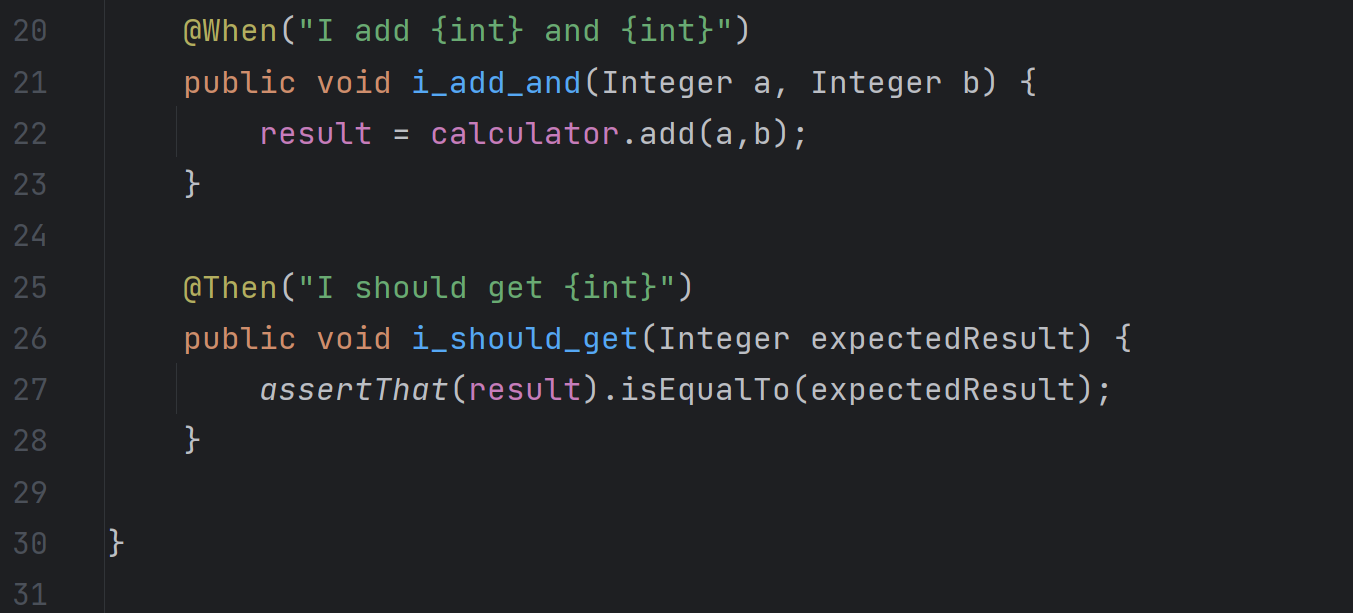 20 @When("I add {int} and {int}")
21 public void i_add_and(Integer a, Integer b) {
22 result = calculator.add(a,b);
23 }
24
25 @Then("I should get {int}")
26 public void i_should_get(Integer expectedResult) {
27 assertThat(result).isEqualTo(expectedResult);
28 }
29
30 }
31